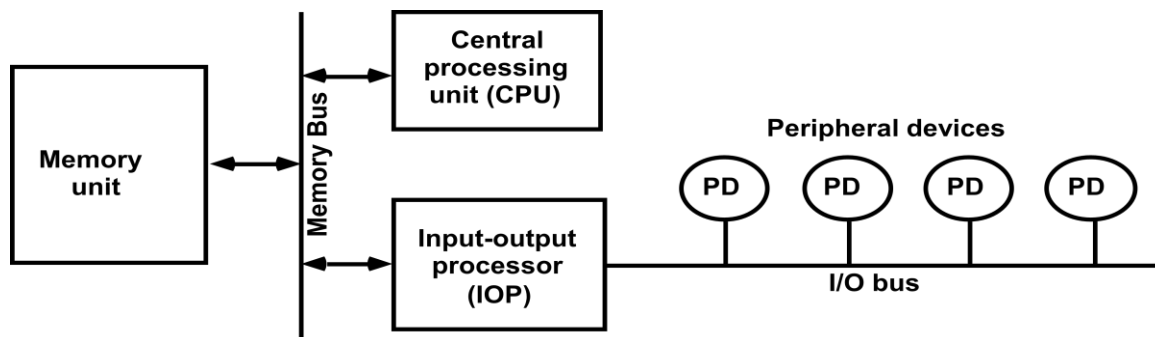 Memory
unit
Memory Bus
Central
processing
unit (CPU)
Input-output
processor
(IOP)
Peripheral devices
PD
PD
PD
PD
I/O bus